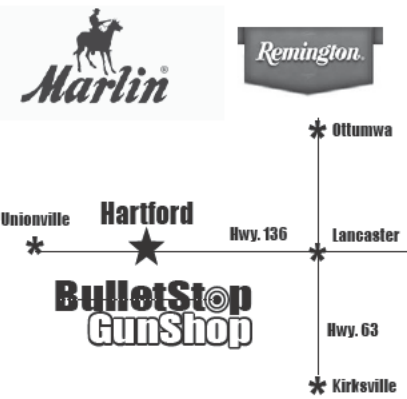 Marlin®
Remington®
Ottumwa
Unionville
Hartford
Hwy. 136
Lancaster
BulletStop
GunShop
Hwy. 63
Kirksville